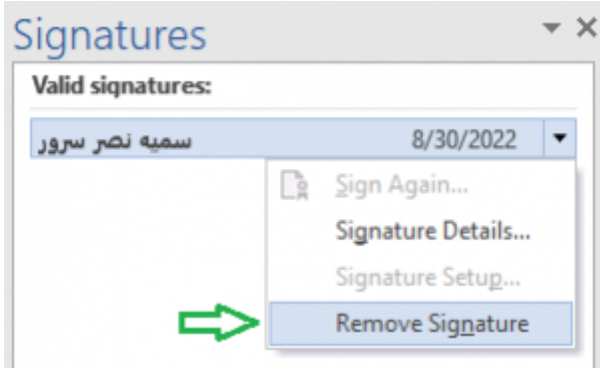 Signatures
Valid signatures:
سميه نصر سرور 8/30/2022
Sign Again...
Signature Details...
Signature Setup...
Remove Signature